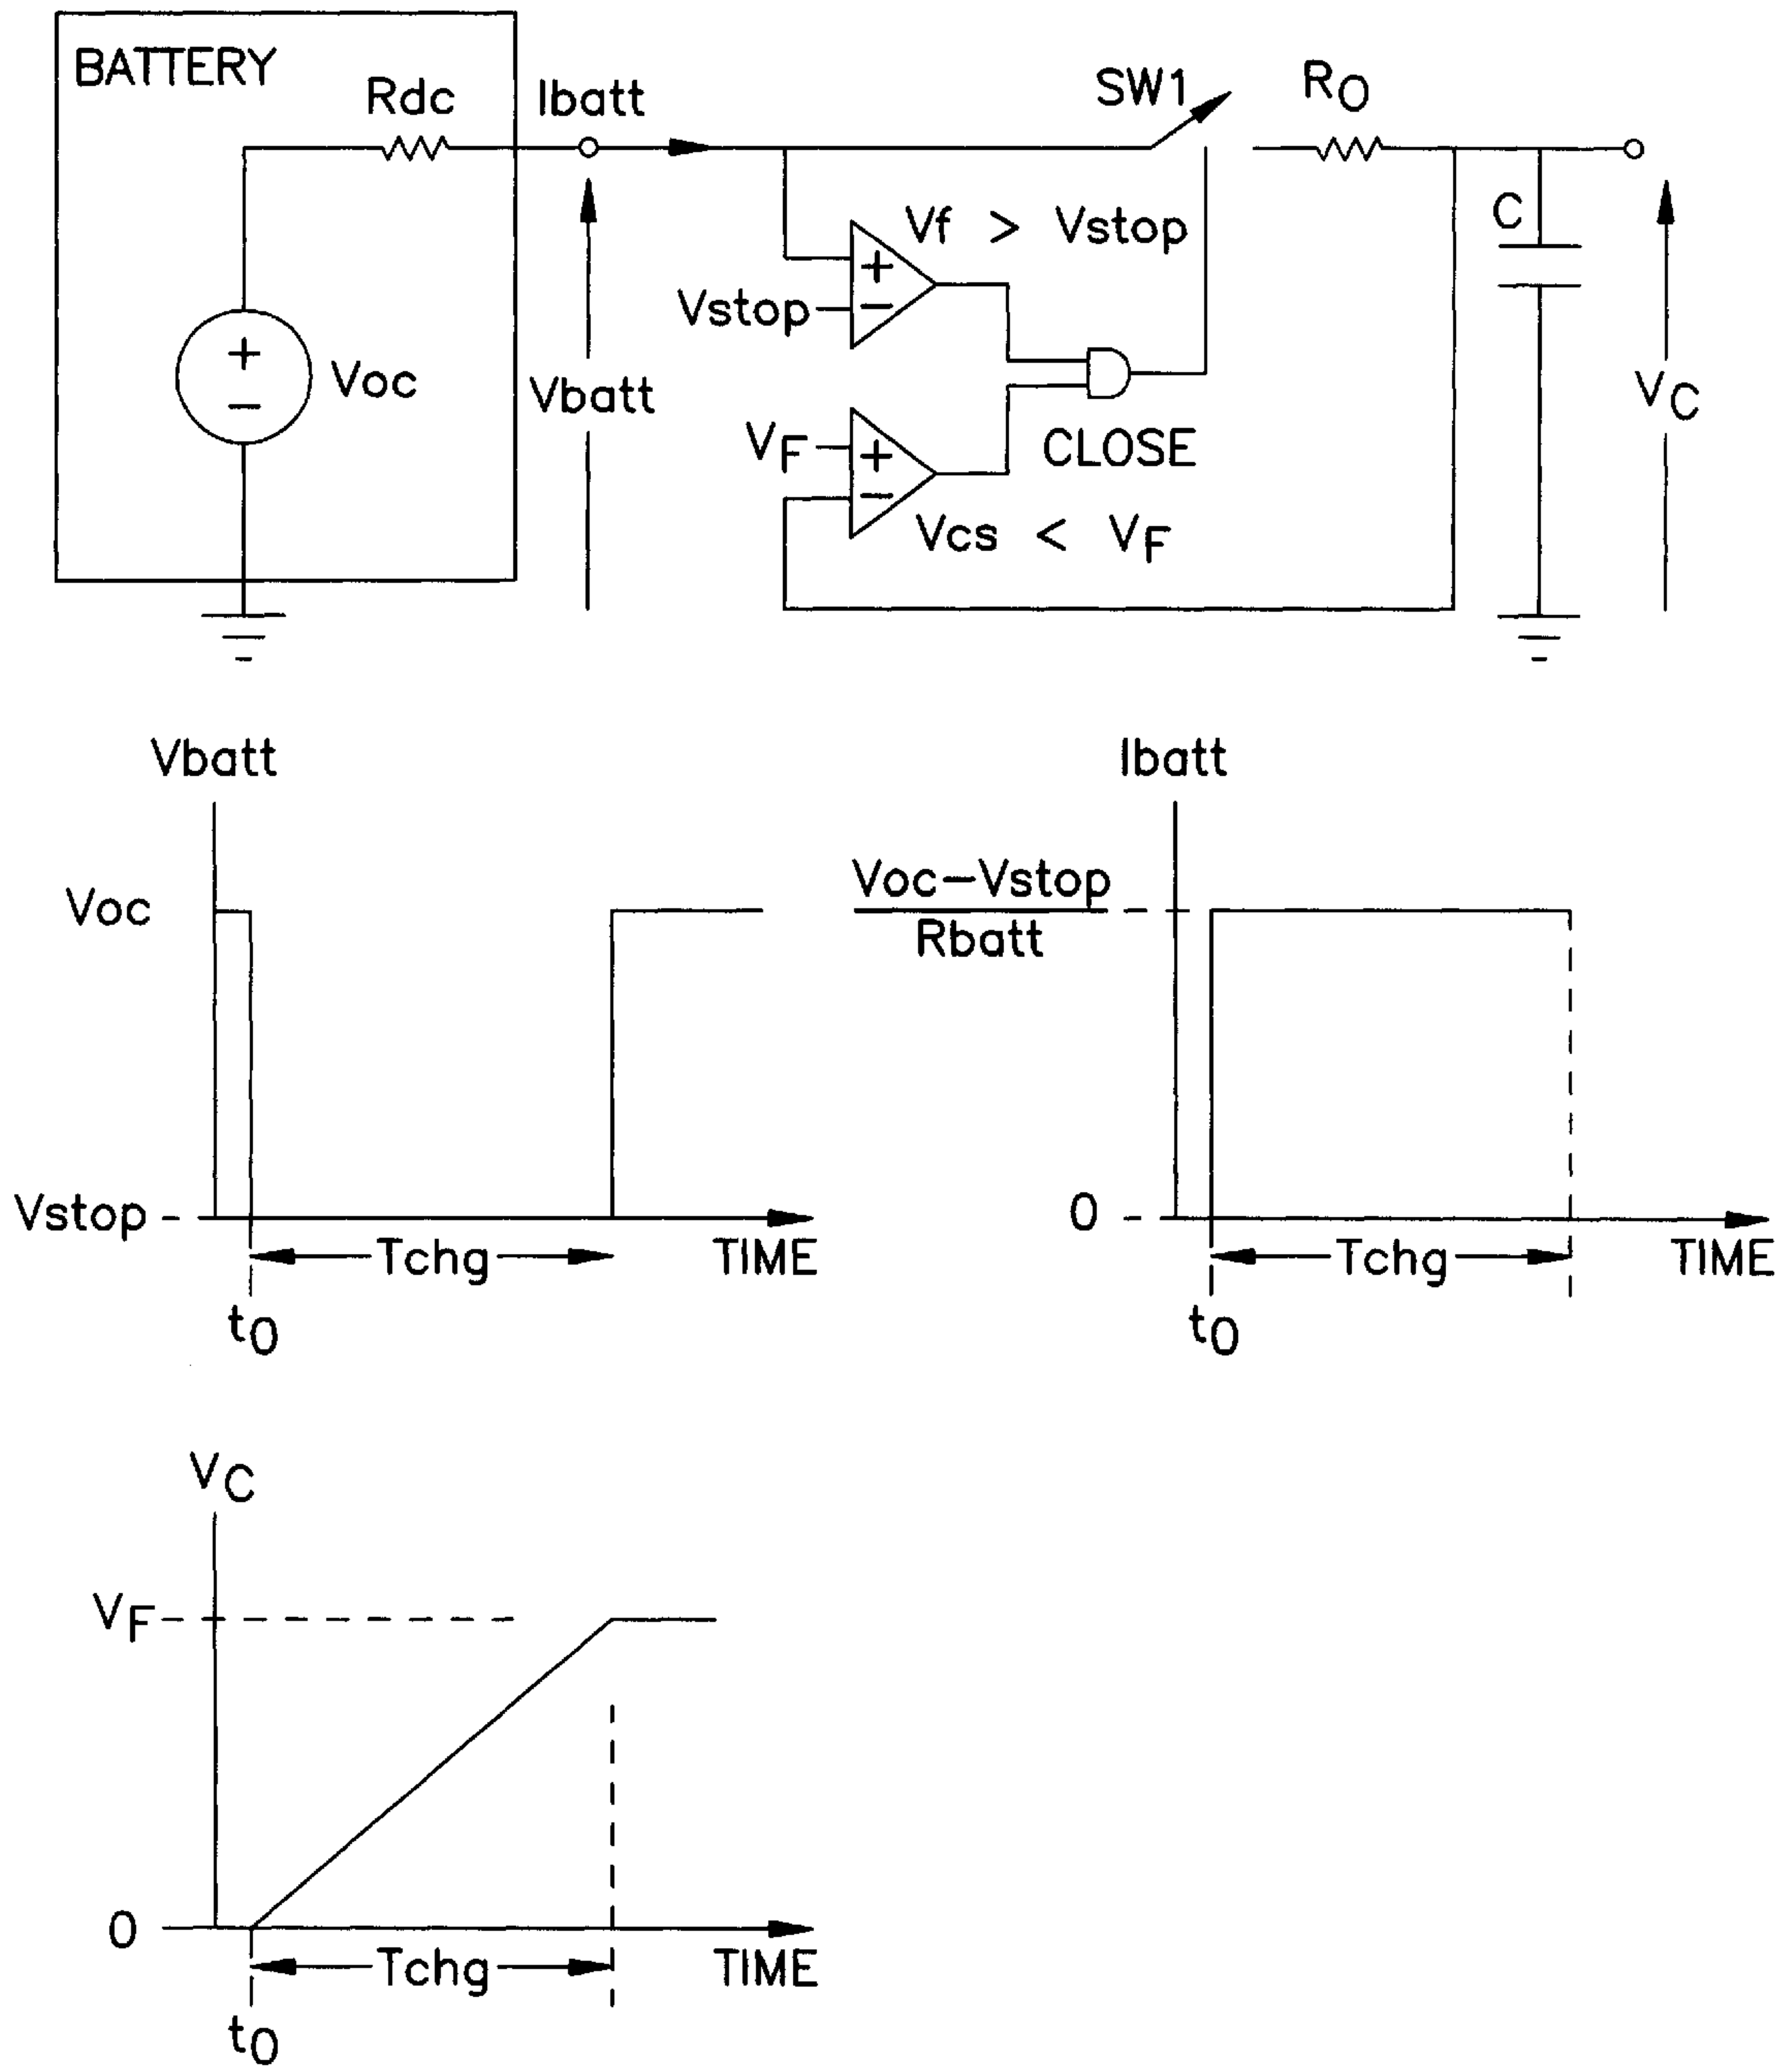 BATTERY
Rdc
Ibatt
SW1
RO
C
Vf > Vstop
+
Vstop
−
+
−
Voc
Vbatt
VC
VF
+
CLOSE
−
Vcs < VF
Vbatt
Ibatt
Voc
Voc−Vstop
Rbatt
Vstop
0
Tchg
TIME
Tchg
TIME
t0
t0
VC
VF
0
Tchg
TIME
t0